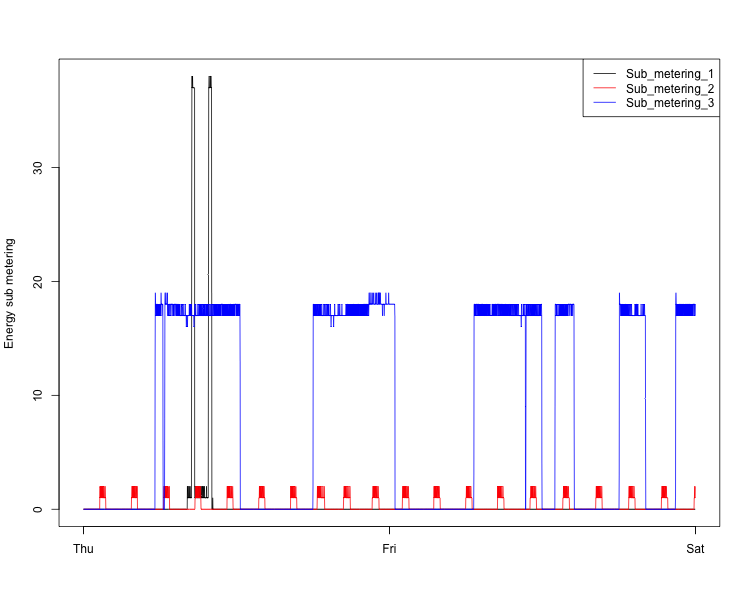 Sub_metering_1
Sub_metering_2
Sub_metering_3
Energy sub metering
30
20
10
0
Thu Fri Sat